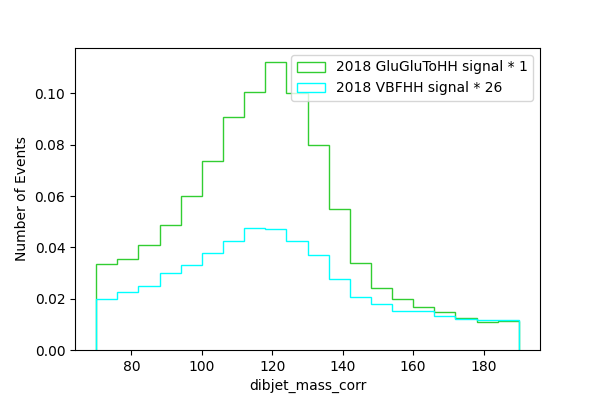 2018 GluGluToHH signal * 1
2018 VBFHH signal * 26
Number of Events
0.10
0.08
0.06
0.04
0.02
0.00
80 100 120 140 160 180
dibjet_mass_corr